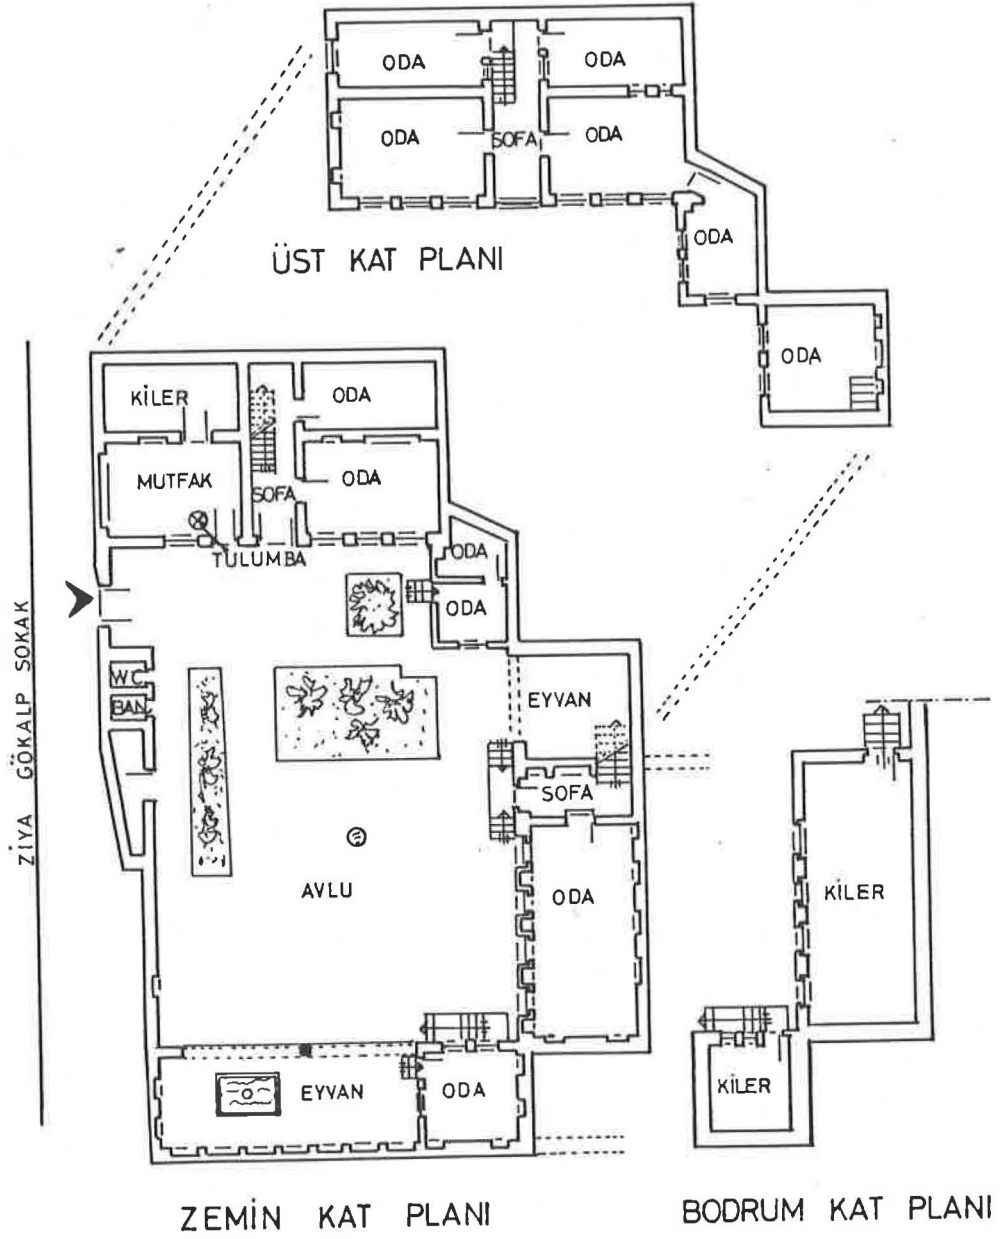 ODA
ODA
ODA
SOFA
ODA
ODA
ÜST KAT PLANI
ODA
KİLER
ODA
MUTFAK
ODA
SOFA
TULUMBA
ODA
ODA
ZİYA GÖKALP SOKAK
WC
BAN.
EYVAN
SOFA
AVLU
ODA
KİLER
EYVAN
ODA
KİLER
ZEMİN KAT PLANI
BODRUM KAT PLANI